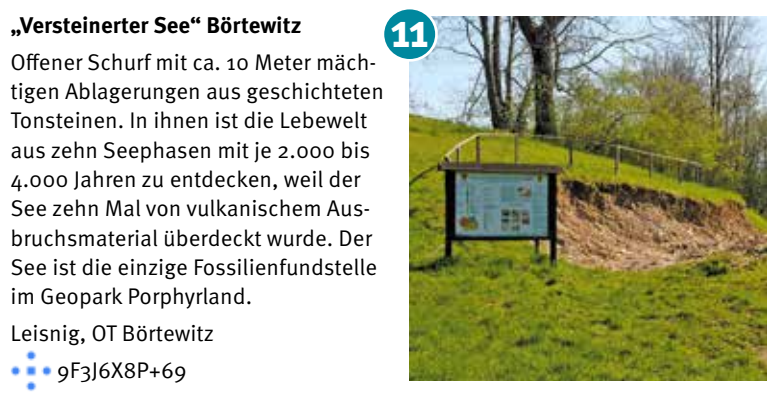 „Versteinerter See“ Börtewitz
Offener Schurf mit ca. 10 Meter mäch-
tigen Ablagerungen aus geschichteten
Tonsteinen. In ihnen ist die Lebewelt
aus zehn Seephasen mit je 2.000 bis
4.000 Jahren zu entdecken, weil der
See zehn Mal von vulkanischem Aus-
bruchsmaterial überdeckt wurde. Der
See ist die einzige Fossilienfundstelle
im Geopark Porphyrland.
Leisnig, OT Börtewitz
9F3J6X8P+69
11